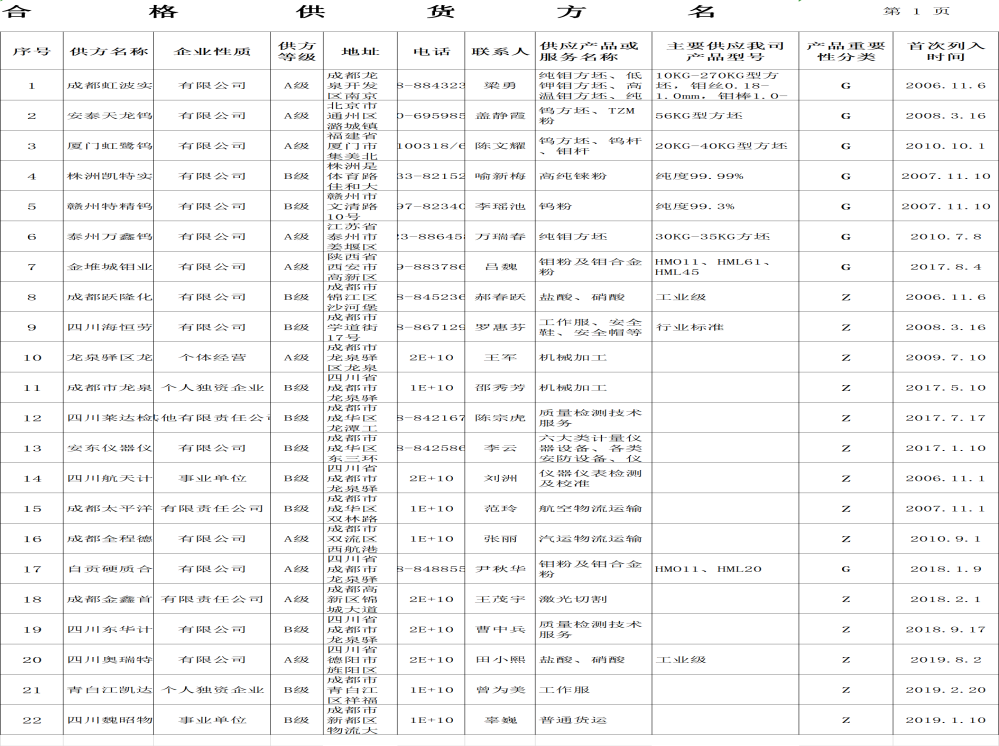 合 格 供 货 方 名 第 1 页
序号 供方名称 企业性质 供方等级 地址 电话 联系人 供应产品或服务名称 主要供应我司产品型号 产品重要性分类 首次列入时间
1 成都虹波实 有限公司 A级 成都龙泉开发区南京 8-884323 梁勇 纯钼方坯、低钾钼方坯、高温钼方坯、纯 10KG-270KG型方坯，钼丝0.18-1.0mm，钼棒1.0- G 2006.11.6
2 安泰天龙钨 有限公司 A级 北京市通州区潞城镇 0-695985 盖静霞 钨方坯、TZM粉 56KG型方坯 G 2008.3.16
3 厦门虹鹭钨 有限公司 A级 福建省厦门市集美北 100318/6 陈文耀 钨方坯、钨杆、钼杆 20KG-40KG型方坯 G 2010.10.1
4 株洲凯特实 有限公司 B级 株洲是体育路佳和大 33-82152 喻新梅 高纯铼粉 纯度99.99% G 2007.11.10
5 赣州特精钨 有限公司 B级 赣州市文清路10号 97-82340 李瑶池 钨粉 纯度99.3% G 2007.11.10
6 泰州万鑫钨 有限公司 A级 江苏省泰州市姜堰区 23-886458 万瑞春 纯钼方坯 30KG-35KG方坯 G 2010.7.8
7 金堆城钼业 有限公司 A级 陕西省西安市高新区 9-883786 吕魏 钼粉及钼合金粉 HMO11、HML61、HML45 G 2017.8.4
8 成都跃隆化 有限公司 B级 成都市锦江区沙河堡 8-845236 郝春跃 盐酸、硝酸 工业级 Z 2006.11.6
9 四川海恒劳 有限公司 B级 成都市学道街17号 8-867129 罗惠芬 工作服、安全鞋、安全帽等 行业标准 Z 2008.3.16
10 龙泉驿区龙 个体经营 A级 成都市龙泉驿区龙泉 2E+10 王军 机械加工 Z 2009.7.10
11 成都市龙泉 个人独资企业 B级 四川省成都市龙泉驿 1E+10 邵秀芳 机械加工 Z 2017.5.10
12 四川莱达检 其他有限责任公司 B级 成都市成华区龙潭工 8-842167 陈宗虎 质量检测技术服务 Z 2017.7.17
13 安东仪器仪 有限公司 B级 成都市成华区东三环 8-842586 李云 六大类计量仪器设备、各类安防设备、仪 Z 2017.1.10
14 四川航天计 事业单位 B级 四川省成都市龙泉驿 2E+10 刘洲 仪器仪表检测及校准 Z 2006.11.1
15 成都太平洋 有限责任公司 B级 成都市成华区双林路 1E+10 范玲 航空物流运输 Z 2007.11.1
16 成都全程德 有限公司 A级 成都市双流区西航港 1E+10 张丽 汽运物流运输 Z 2010.9.1
17 自贡硬质合 有限公司 A级 四川省成都市龙泉驿 8-848855 尹秋华 钼粉及钼合金粉 HMO11、HML20 G 2018.1.9
18 成都金鑫首 有限责任公司 A级 成都高新区锦城大道 2E+10 王茂宇 激光切割 Z 2018.2.1
19 四川东华计 有限公司 B级 四川省成都市龙泉驿 2E+10 曹中兵 质量检测技术服务 Z 2018.9.17
20 四川奥瑞特 有限公司 A级 四川省德阳市旌阳区 2E+10 田小熙 盐酸、硝酸 工业级 Z 2019.8.2
21 青白江凯达 个人独资企业 B级 成都市青白江区祥福 1E+10 曾为美 工作服 Z 2019.2.20
22 四川魏昭物 事业单位 B级 成都市新都区物流大 1E+10 辜巍 普通货运 Z 2019.1.10